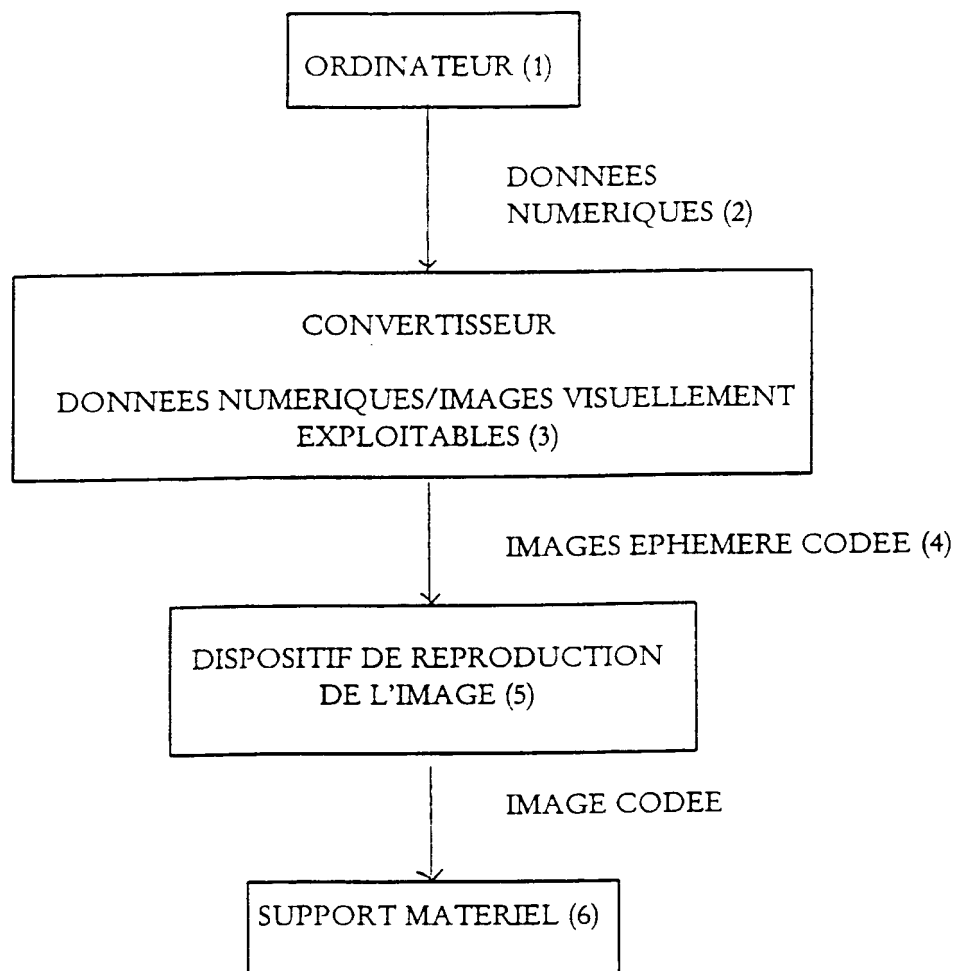 ORDINATEUR (1)
DONNEES
NUMERIQUES (2)
CONVERTISSEUR
DONNEES NUMERIQUES/IMAGES VISUELLEMENT
EXPLOITABLES (3)
IMAGES EPHEMERE CODEE (4)
DISPOSITIF DE REPRODUCTION
DE L'IMAGE (5)
IMAGE CODEE
SUPPORT MATERIEL (6)